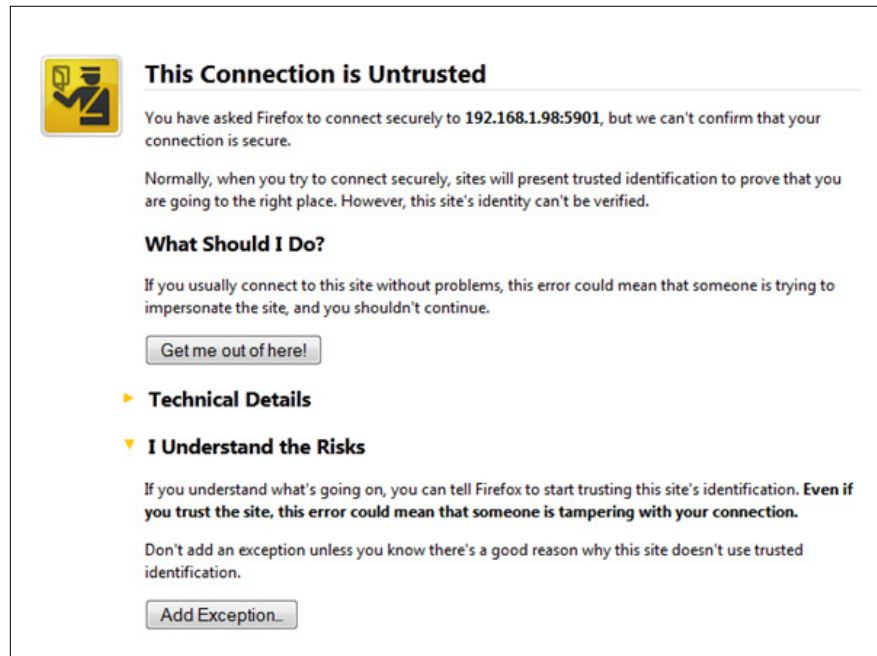 This Connection is Untrusted
You have asked Firefox to connect securely to 192.168.1.98:5901, but we can't confirm that your
connection is secure.
Normally, when you try to connect securely, sites will present trusted identification to prove that you
are going to the right place. However, this site's identity can't be verified.
What Should I Do?
If you usually connect to this site without problems, this error could mean that someone is trying to
impersonate the site, and you shouldn't continue.
Get me out of here!
Technical Details
I Understand the Risks
If you understand what's going on, you can tell Firefox to start trusting this site's identification. Even if
you trust the site, this error could mean that someone is tampering with your connection.
Don't add an exception unless you know there's a good reason why this site doesn't use trusted
identification.
Add Exception...